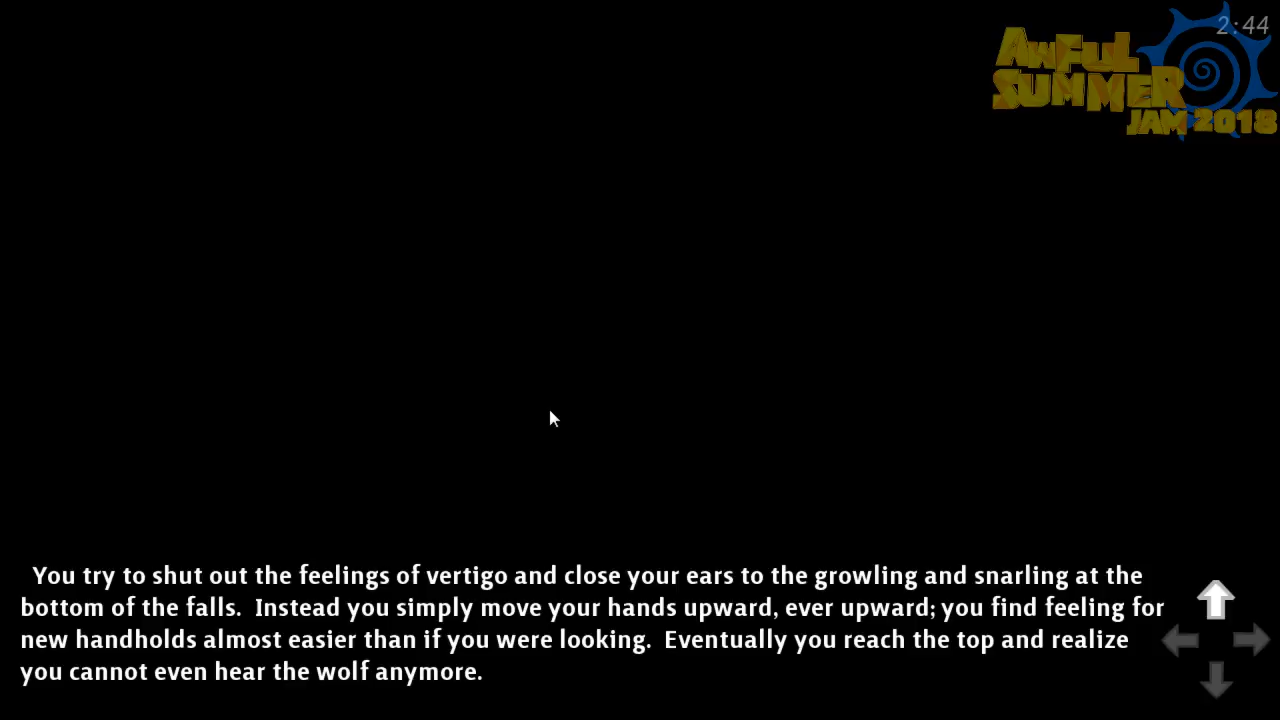 2:44
AWFUL
SUMMER
JAM 2018
You try to shut out the feelings of vertigo and close your ears to the growling and snarling at the
bottom of the falls.  Instead you simply move your hands upward, ever upward; you find feeling for
new handholds almost easier than if you were looking.  Eventually you reach the top and realize
you cannot even hear the wolf anymore.